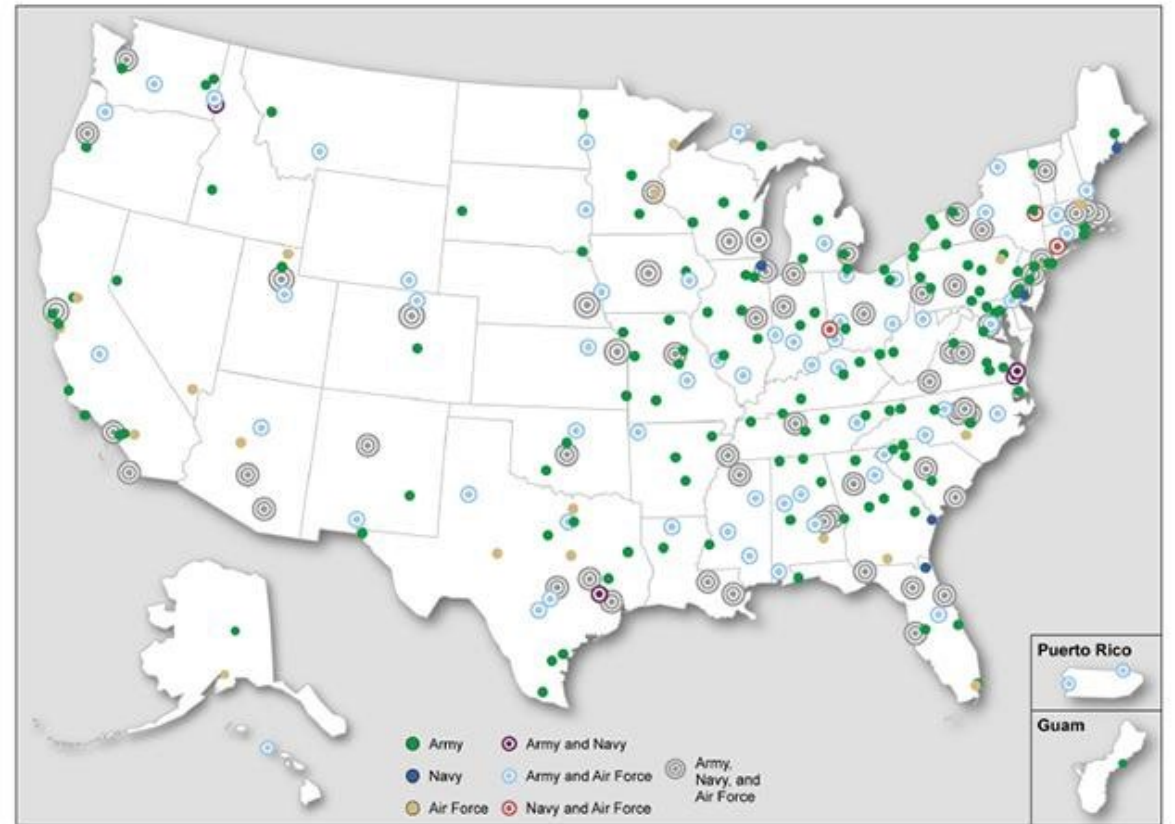 Puerto Rico
Guam
Army
Navy
Air Force
Army and Navy
Army and Air Force
Navy and Air Force
Army,
Navy, and
Air Force